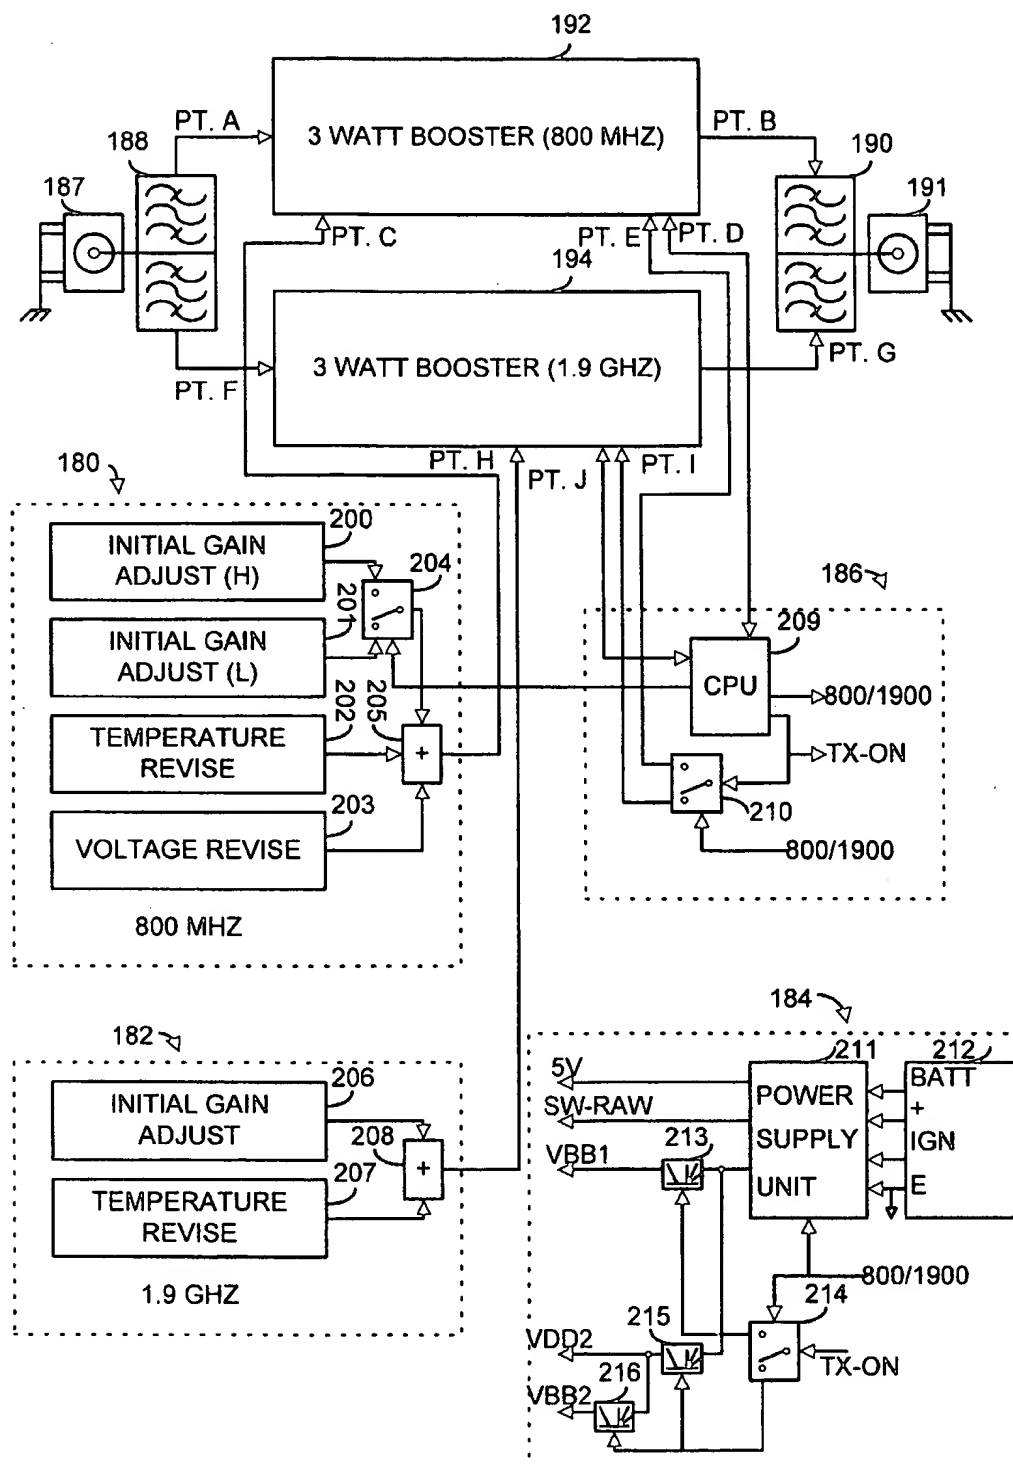 192
PT. A
3 WATT BOOSTER (800 MHZ)
PT. B
188
190
187
191
PT. C
PT. E
PT. D
194
3 WATT BOOSTER (1.9 GHZ)
PT. F
PT. G
PT. H
PT. J
PT. I
180
200
INITIAL GAIN
ADJUST (H)
204
201
INITIAL GAIN
ADJUST (L)
202
205
TEMPERATURE
REVISE
+
203
VOLTAGE REVISE
800 MHZ
186
209
CPU
800/1900
TX-ON
210
800/1900
182
206
INITIAL GAIN
ADJUST
208
+
207
TEMPERATURE
REVISE
1.9 GHZ
184
211
212
5V
POWER
BATT
SW-RAW
+
SUPPLY
IGN
213
VBB1
UNIT
E
800/1900
214
215
VDD2
TX-ON
216
VBB2